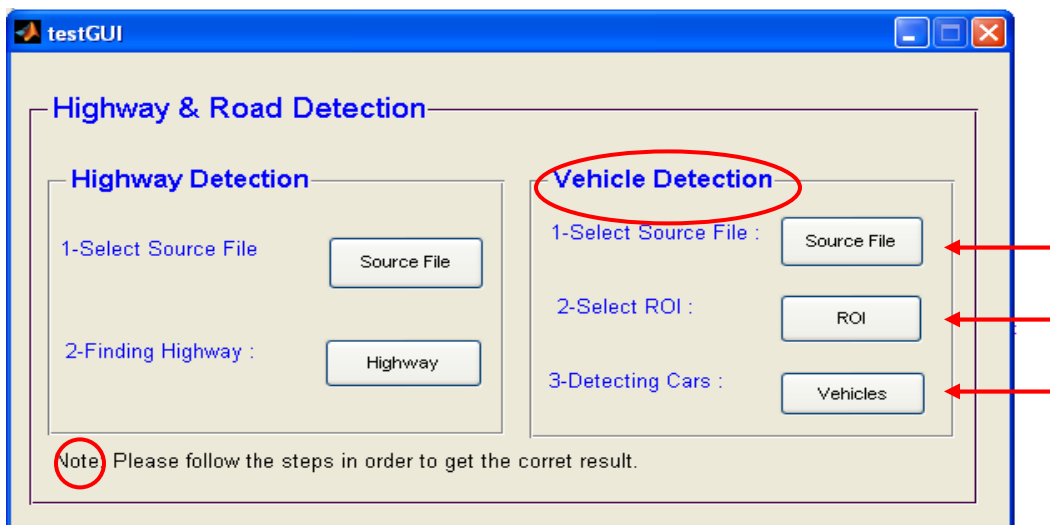 testGUI
Highway & Road Detection
Highway Detection
1-Select Source File
Source File
2-Finding Highway :
Highway
Vehicle Detection
1-Select Source File :
Source File
2-Select ROI :
ROI
3-Detecting Cars :
Vehicles
Note: Please follow the steps in order to get the corret result.